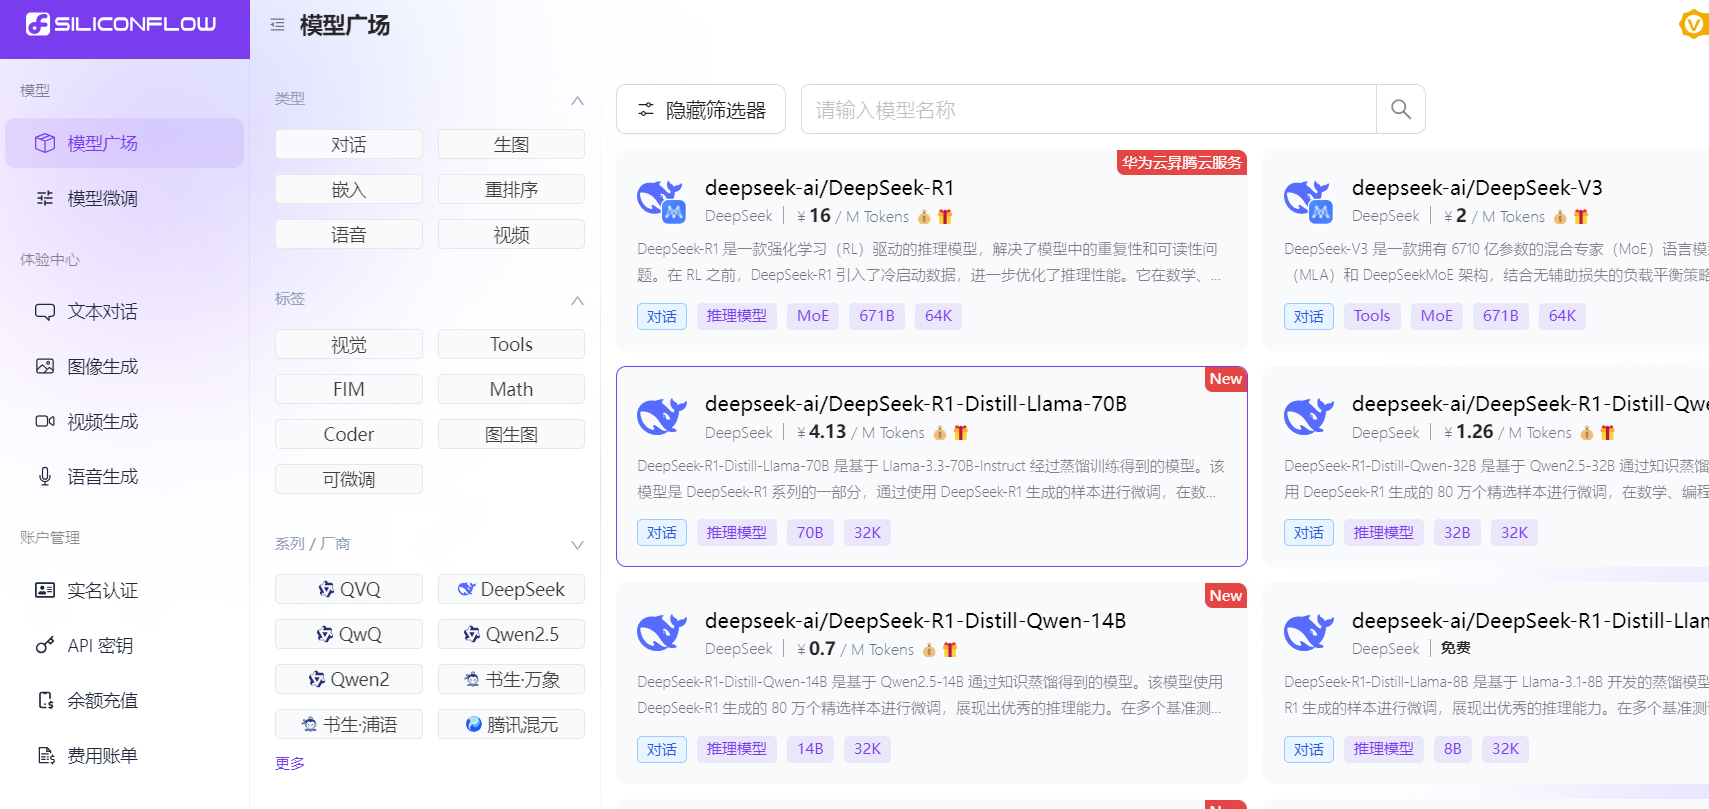 SILICONFLOW
模型
模型广场
模型微调
体验中心
文本对话
图像生成
视频生成
语音生成
账户管理
实名认证
API 密钥
余额充值
费用账单
模型广场
类型
对话
生图
嵌入
重排序
语音
视频
标签
视觉
Tools
FIM
Math
Coder
图生图
可微调
系列 / 厂商
QVQ
DeepSeek
QwQ
Qwen2.5
Qwen2
书生·万象
书生·浦语
腾讯混元
更多
隐藏筛选器
请输入模型名称
华为云昇腾云服务
deepseek-ai/DeepSeek-R1
DeepSeek | ¥ 16 / M Tokens
DeepSeek-R1 是一款强化学习（RL）驱动的推理模型，解决了模型中的重复性和可读性问
题。在 RL 之前，DeepSeek-R1 引入了冷启动数据，进一步优化了推理性能。它在数学、...
对话 推理模型 MoE 671B 64K
deepseek-ai/DeepSeek-V3
DeepSeek | ¥ 2 / M Tokens
DeepSeek-V3 是一款拥有 6710 亿参数的混合专家（MoE）语言模
（MLA）和 DeepSeekMoE 架构，结合无辅助损失的负载平衡策略
对话 Tools MoE 671B 64K
New
deepseek-ai/DeepSeek-R1-Distill-Llama-70B
DeepSeek | ¥ 4.13 / M Tokens
DeepSeek-R1-Distill-Llama-70B 是基于 Llama-3.3-70B-Instruct 经过蒸馏训练得到的模型。该
模型是 DeepSeek-R1 系列的一部分，通过使用 DeepSeek-R1 生成的样本进行微调，在数...
对话 推理模型 70B 32K
deepseek-ai/DeepSeek-R1-Distill-Qwe
DeepSeek | ¥ 1.26 / M Tokens
DeepSeek-R1-Distill-Qwen-32B 是基于 Qwen2.5-32B 通过知识蒸馏
用 DeepSeek-R1 生成的 80 万个精选样本进行微调，在数学、编程
对话 推理模型 32B 32K
New
deepseek-ai/DeepSeek-R1-Distill-Qwen-14B
DeepSeek | ¥ 0.7 / M Tokens
DeepSeek-R1-Distill-Qwen-14B 是基于 Qwen2.5-14B 通过知识蒸馏得到的模型。该模型使用
DeepSeek-R1 生成的 80 万个精选样本进行微调，展现出优秀的推理能力。在多个基准测...
对话 推理模型 14B 32K
deepseek-ai/DeepSeek-R1-Distill-Llam
DeepSeek | 免费
DeepSeek-R1-Distill-Llama-8B 是基于 Llama-3.1-8B 开发的蒸馏模型
R1 生成的样本进行微调，展现出优秀的推理能力。在多个基准测
对话 推理模型 8B 32K